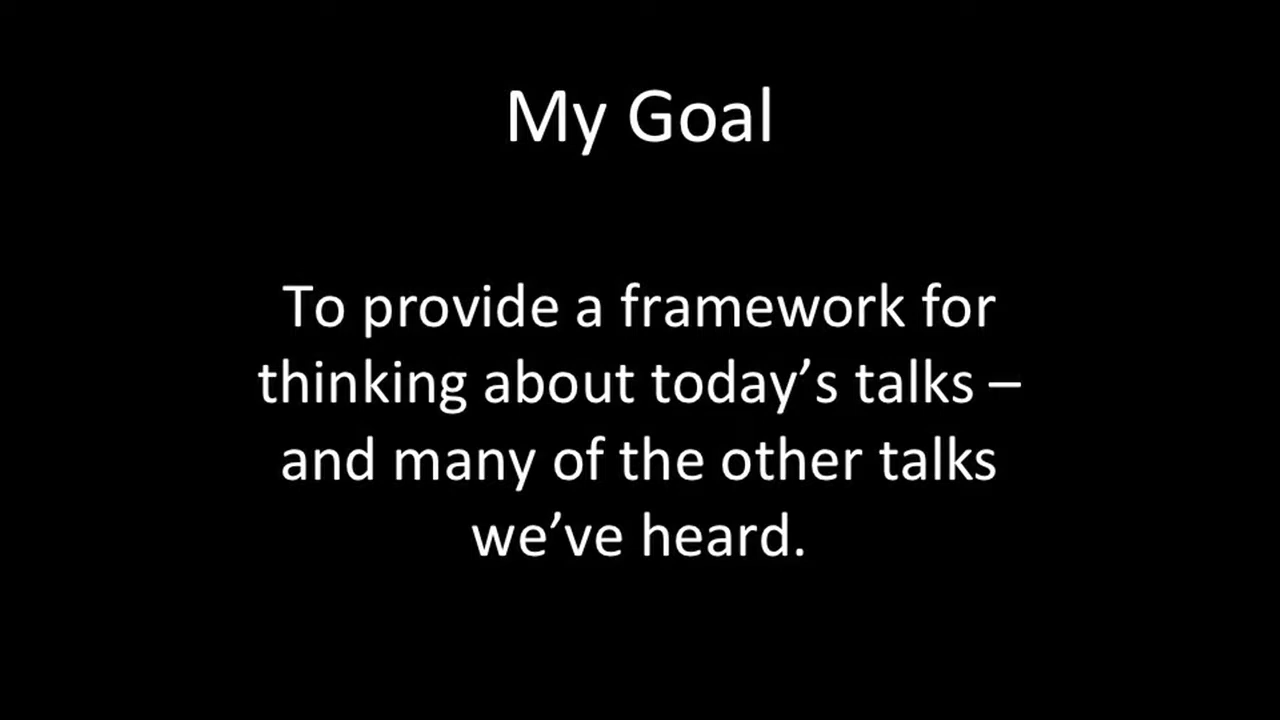 My Goal
To provide a framework for
thinking about today’s talks –
and many of the other talks
we’ve heard.